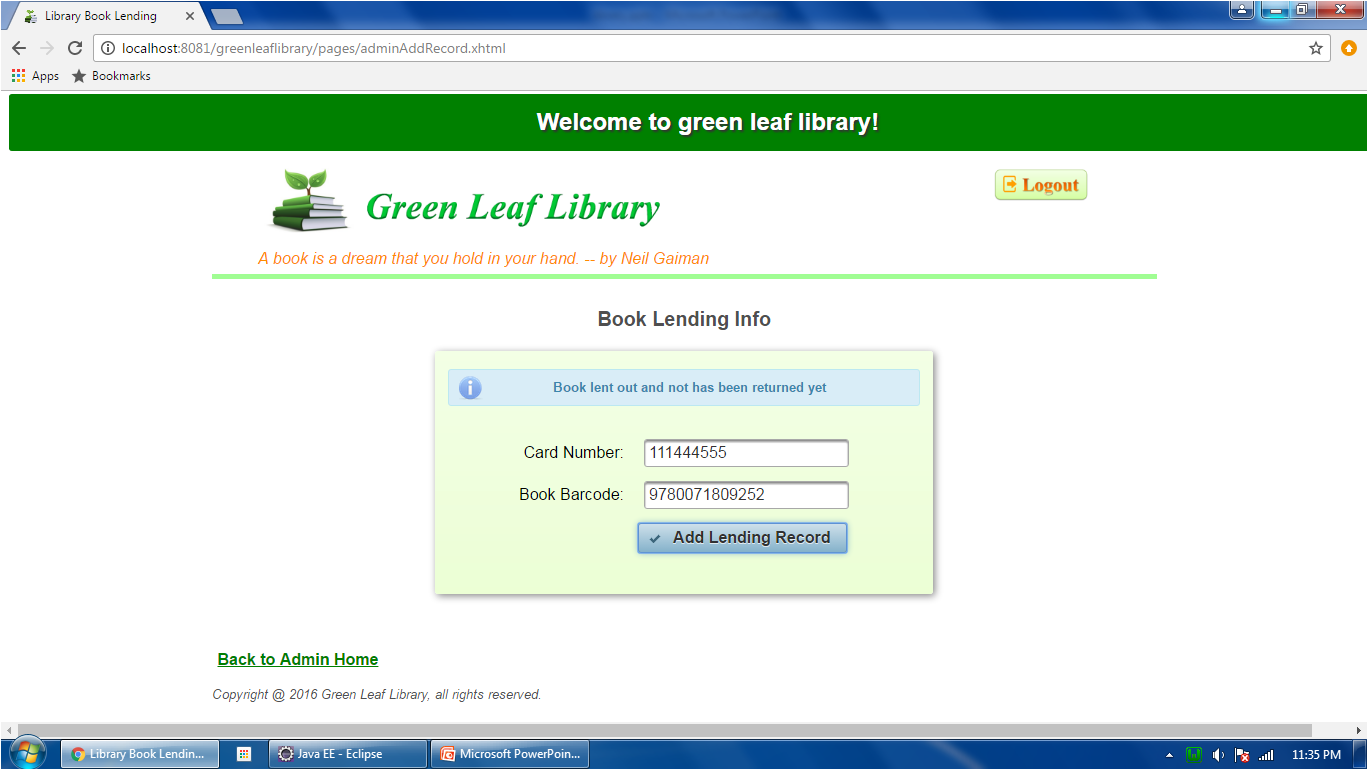 Library Book Lending
localhost:8081/greenleaflibrary/pages/adminAddRecord.xhtml
Apps Bookmarks
Welcome to green leaf library!
Green Leaf Library
Logout
A book is a dream that you hold in your hand. -- by Neil Gaiman
Book Lending Info
Book lent out and not has been returned yet
Card Number: 111444555
Book Barcode: 9780071809252
Add Lending Record
Back to Admin Home
Copyright @ 2016 Green Leaf Library, all rights reserved.
Library Book Lendin... Java EE - Eclipse Microsoft PowerPoin... 11:35 PM